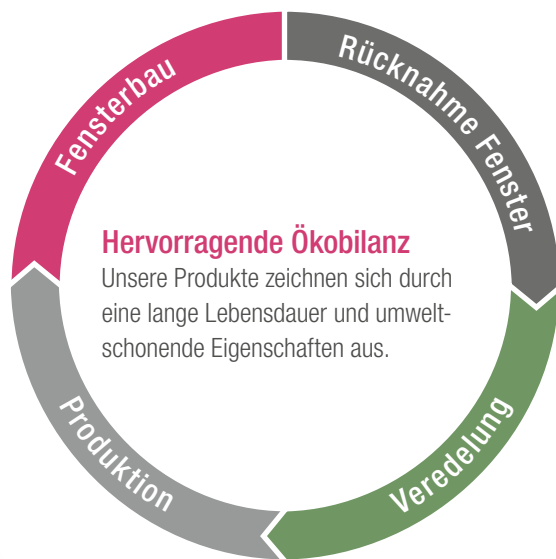 Fensterbau
Rücknahme Fenster
Hervorragende Ökobilanz
Unsere Produkte zeichnen sich durch
eine lange Lebensdauer und umwelt-
schonende Eigenschaften aus.
Produktion
Veredelung